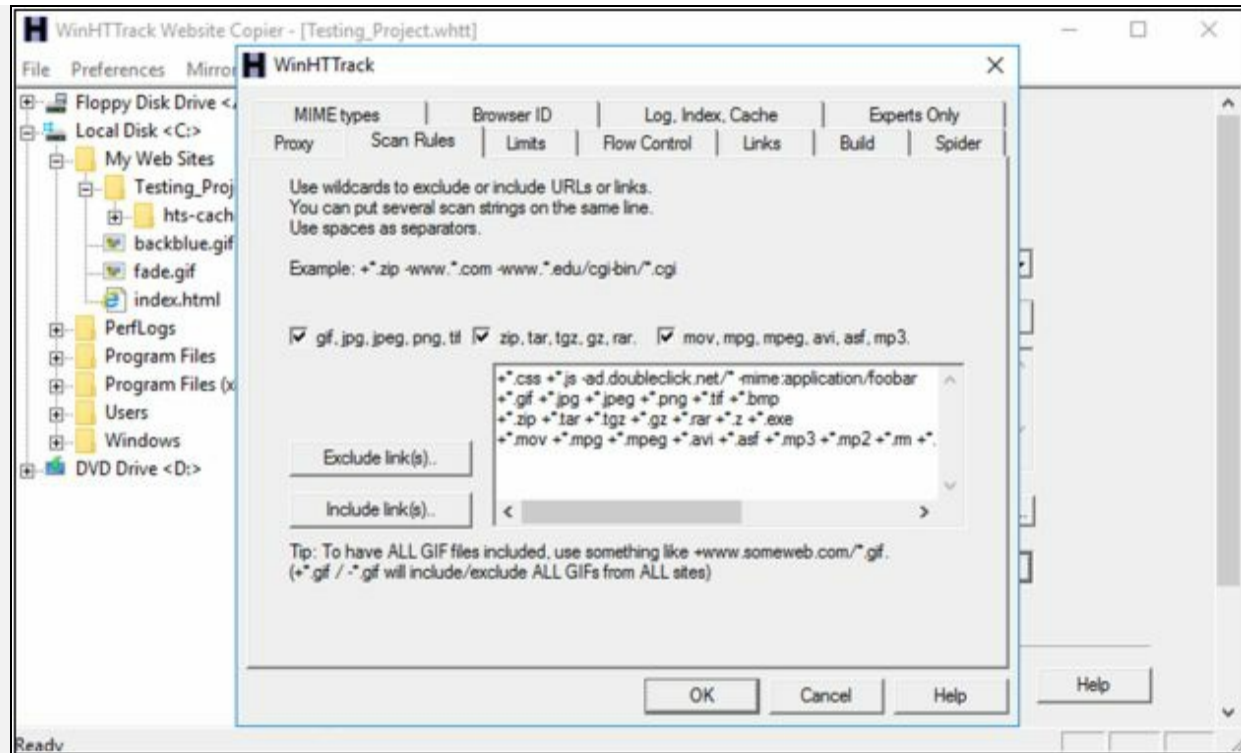 WinHTTrack Website Copier - [Testing_Project.whtt]
File Preferences Mirror
WinHTTrack
Floppy Disk Drive <
Local Disk <C:>
My Web Sites
Testing_Proj
hts-cach
backblue.gif
fade.gif
index.html
PerfLogs
Program Files
Program Files (x
Users
Windows
DVD Drive <D:>
MIME types Browser ID Log, Index, Cache Experts Only
Proxy Scan Rules Limits Flow Control Links Build Spider
Use wildcards to exclude or include URLs or links.
You can put several scan strings on the same line.
Use spaces as separators.
Example: +*.zip -www.*.com -www.*.edu/cgi-bin/*.cgi
gif, jpg, jpeg, png, tif zip, tar, tgz, gz, rar. mov, mpg, mpeg, avi, asf, mp3.
+*.css +*.js -ad.doubleclick.net/* -mime:application/foobar
+*.gif +*.jpg +*.jpeg +*.png +*.tif +*.bmp
+*.zip +*.tar +*.tgz +*.gz +*.rar +*.z +*.exe
+*.mov +*.mpg +*.mpeg +*.avi +*.asf +*.mp3 +*.mp2 +*.rm +*.
Exclude link(s)..
Include link(s)..
Tip: To have ALL GIF files included, use something like +www.someweb.com/*.gif.
(+*.gif / -*.gif will include/exclude ALL GIFs from ALL sites)
OK Cancel Help
Help
Ready